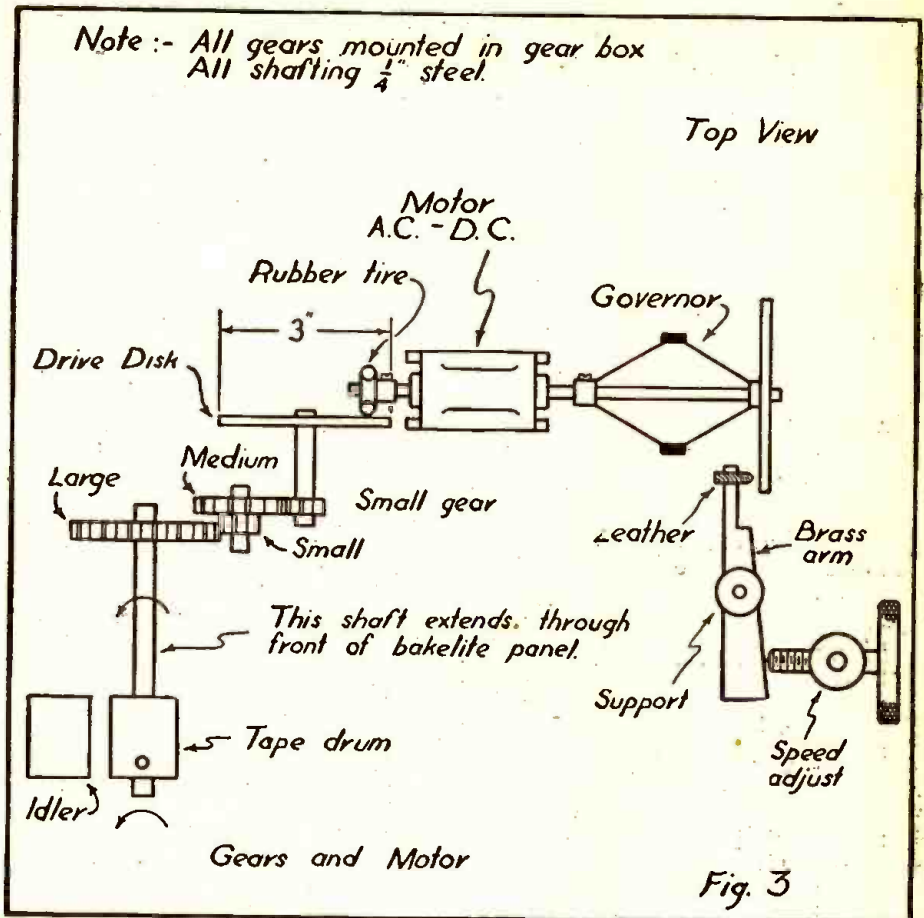 Note :- All gears mounted in gear box
All shafting 1/4" steel.
Top View
Motor
A.C. - D.C.
Rubber tire
Governor
3"
Drive Disk
Large
Medium
Small gear
Small
Leather
Brass
arm
This shaft extends through
front of bakelite panel.
Support
Tape drum
Speed
adjust
Idler
Gears and Motor
Fig. 3